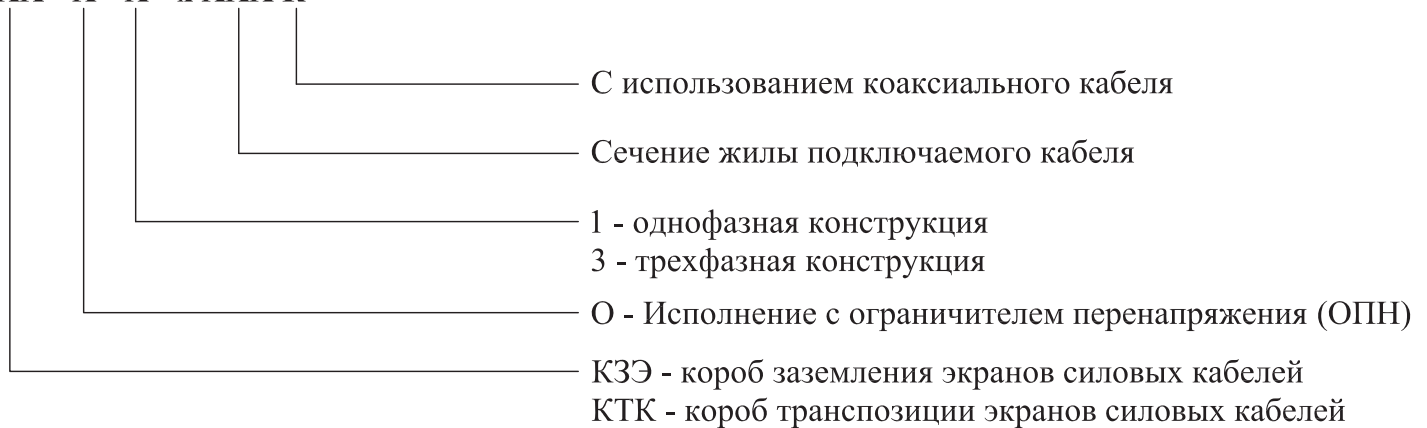 С использованием коаксиального кабеля
Сечение жилы подключаемого кабеля
1 - однофазная конструкция
3 - трехфазная конструкция
О - Исполнение с ограничителем перенапряжения (ОПН)
КЗЭ - короб заземления экранов силовых кабелей
КТК - короб транспозиции экранов силовых кабелей